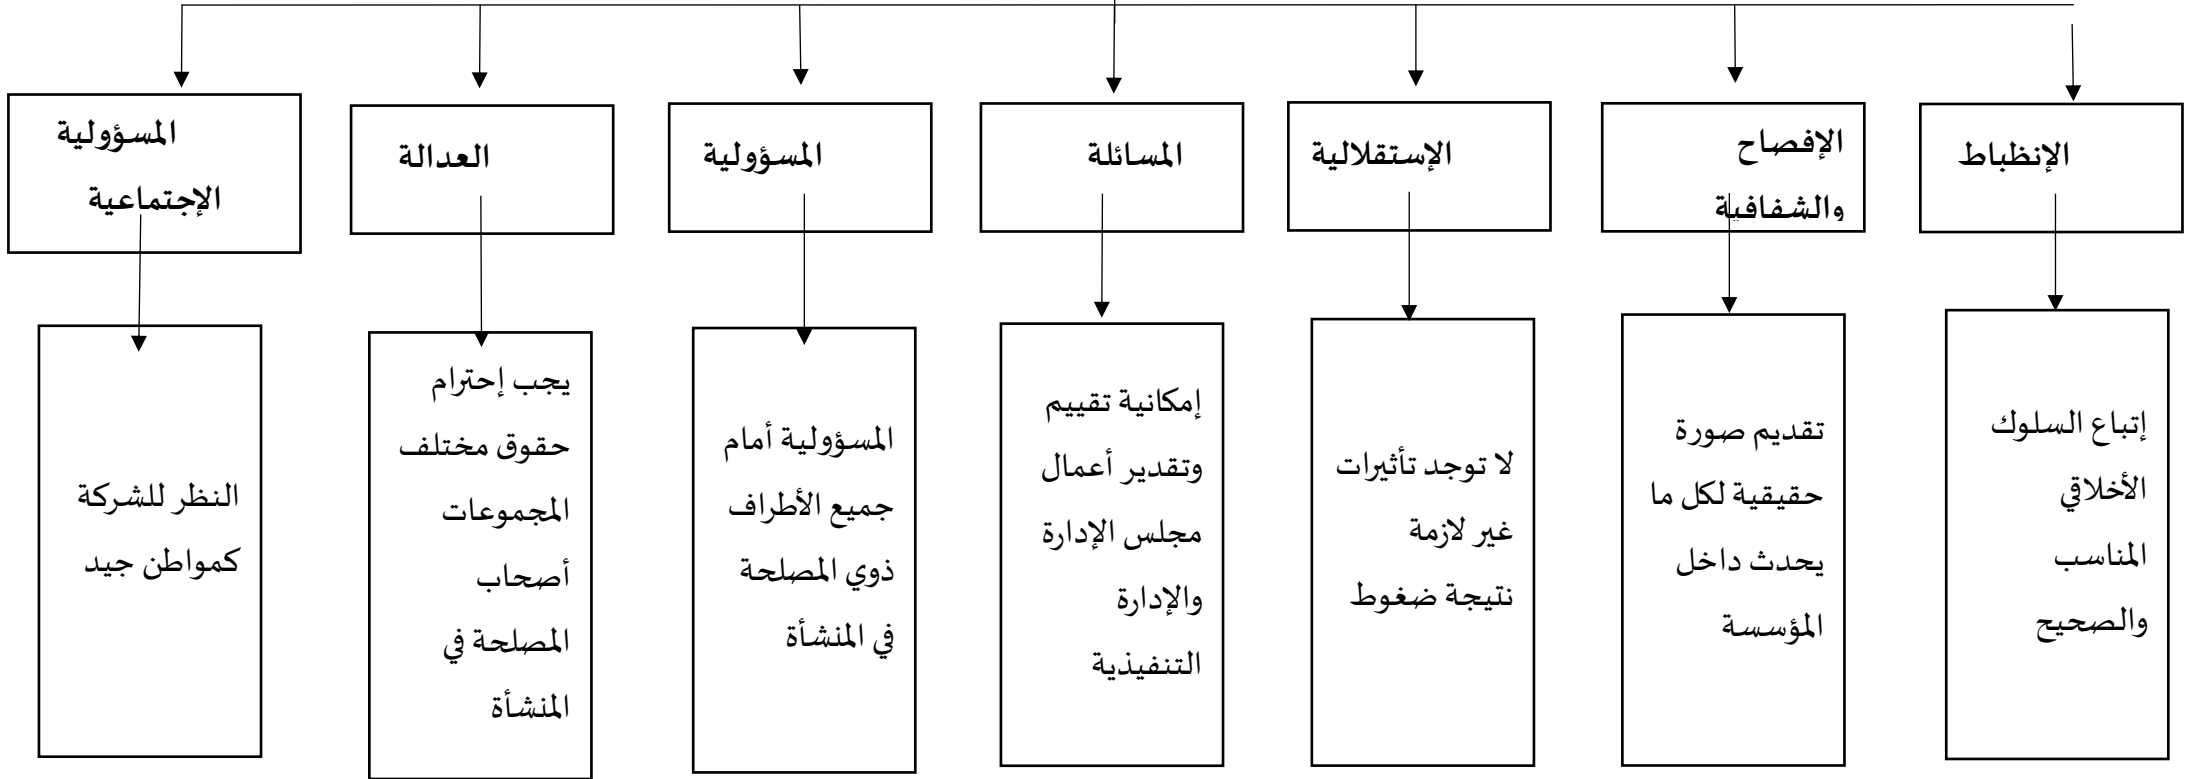 الإنظباط
الإفصاح
والشفافية
الإستقلالية
المسائلة
المسؤولية
العدالة
المسؤولية
الإجتماعية
إتباع السلوك
الأخلاقي
المناسب
والصحيح
تقديم صورة
حقيقية لكل ما
يحدث داخل
المؤسسة
لا توجد تأثيرات
غير لازمة
نتيجة ضغوط
إمكانية تقييم
وتقدير أعمال
مجلس الإدارة
والإدارة
التنفيذية
المسؤولية أمام
جميع الأطراف
ذوي المصلحة
في المنشأة
يجب إحترام
حقوق مختلف
المجموعات
أصحاب
المصلحة في
المنشأة
النظر للشركة
كمواطن جيد